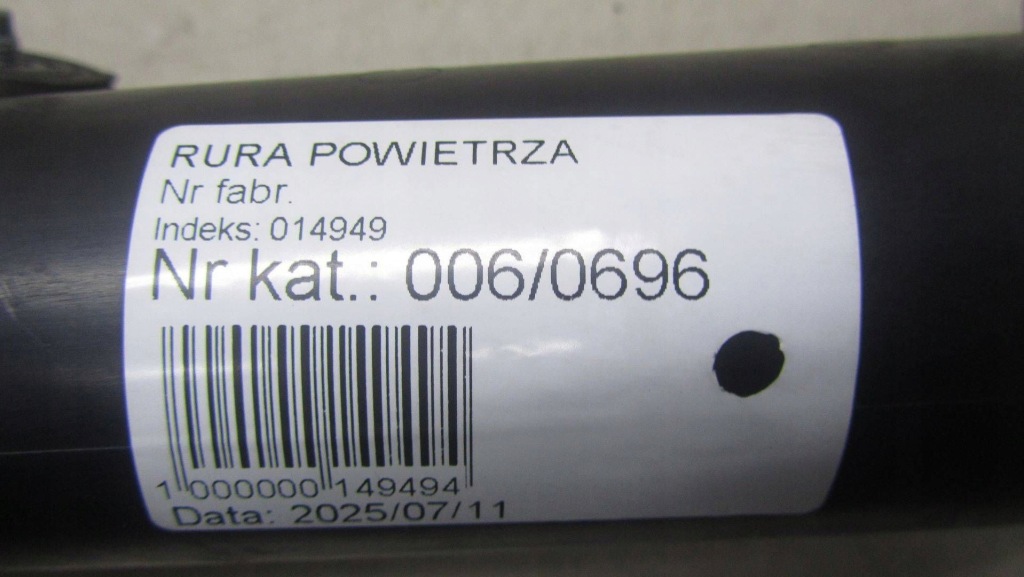 RURA POWIETRZA
Nr fabr.
Indeks: 014949
Nr kat.: 006/0696
1 000000 149494
Data: 2025/07/11